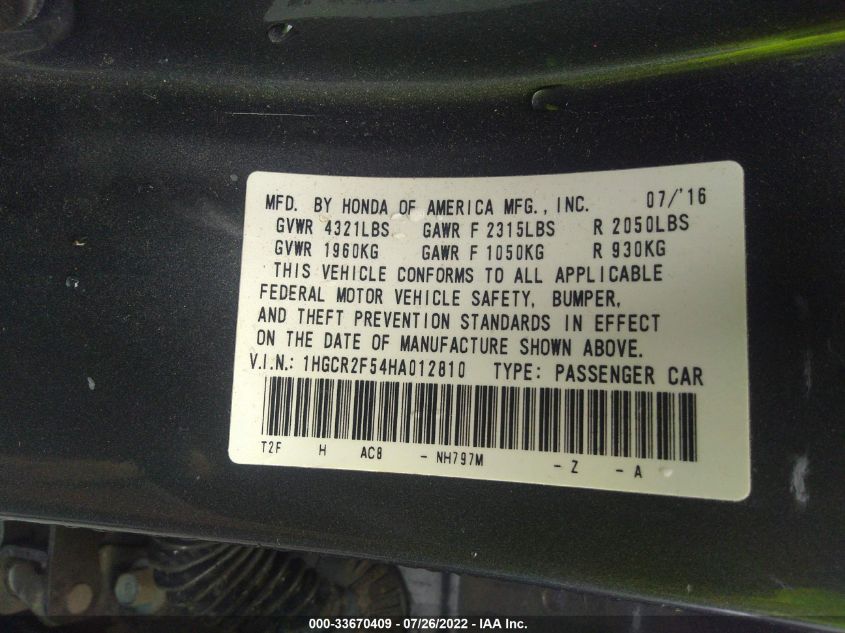 MFD. BY HONDA OF AMERICA MFG., INC. 07/'16
GVWR 4321LBS GAWR F 2315LBS R 2050LBS
GVWR 1960KG GAWR F 1050KG R 930KG
THIS VEHICLE CONFORMS TO ALL APPLICABLE
FEDERAL MOTOR VEHICLE SAFETY, BUMPER,
AND THEFT PREVENTION STANDARDS IN EFFECT
ON THE DATE OF MANUFACTURE SHOWN ABOVE.
V.I.N.: 1HGCR2F54HA012810 TYPE: PASSENGER CAR
T2F H AC8 - NH797M - Z - A
000-33670409 - 07/26/2022 - IAA Inc.